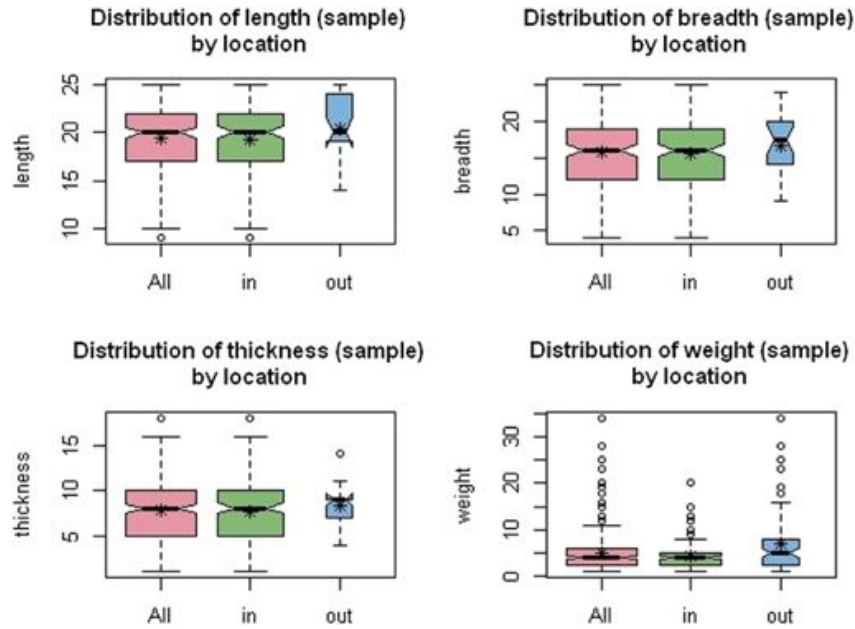 Distribution of length (sample)
by location
length
25
20
15
10
All in out
Distribution of breadth (sample)
by location
breadth
20
10
5
All in out
Distribution of thickness (sample)
by location
thickness
15
10
5
All in out
Distribution of weight (sample)
by location
weight
30
20
10
0
All in out